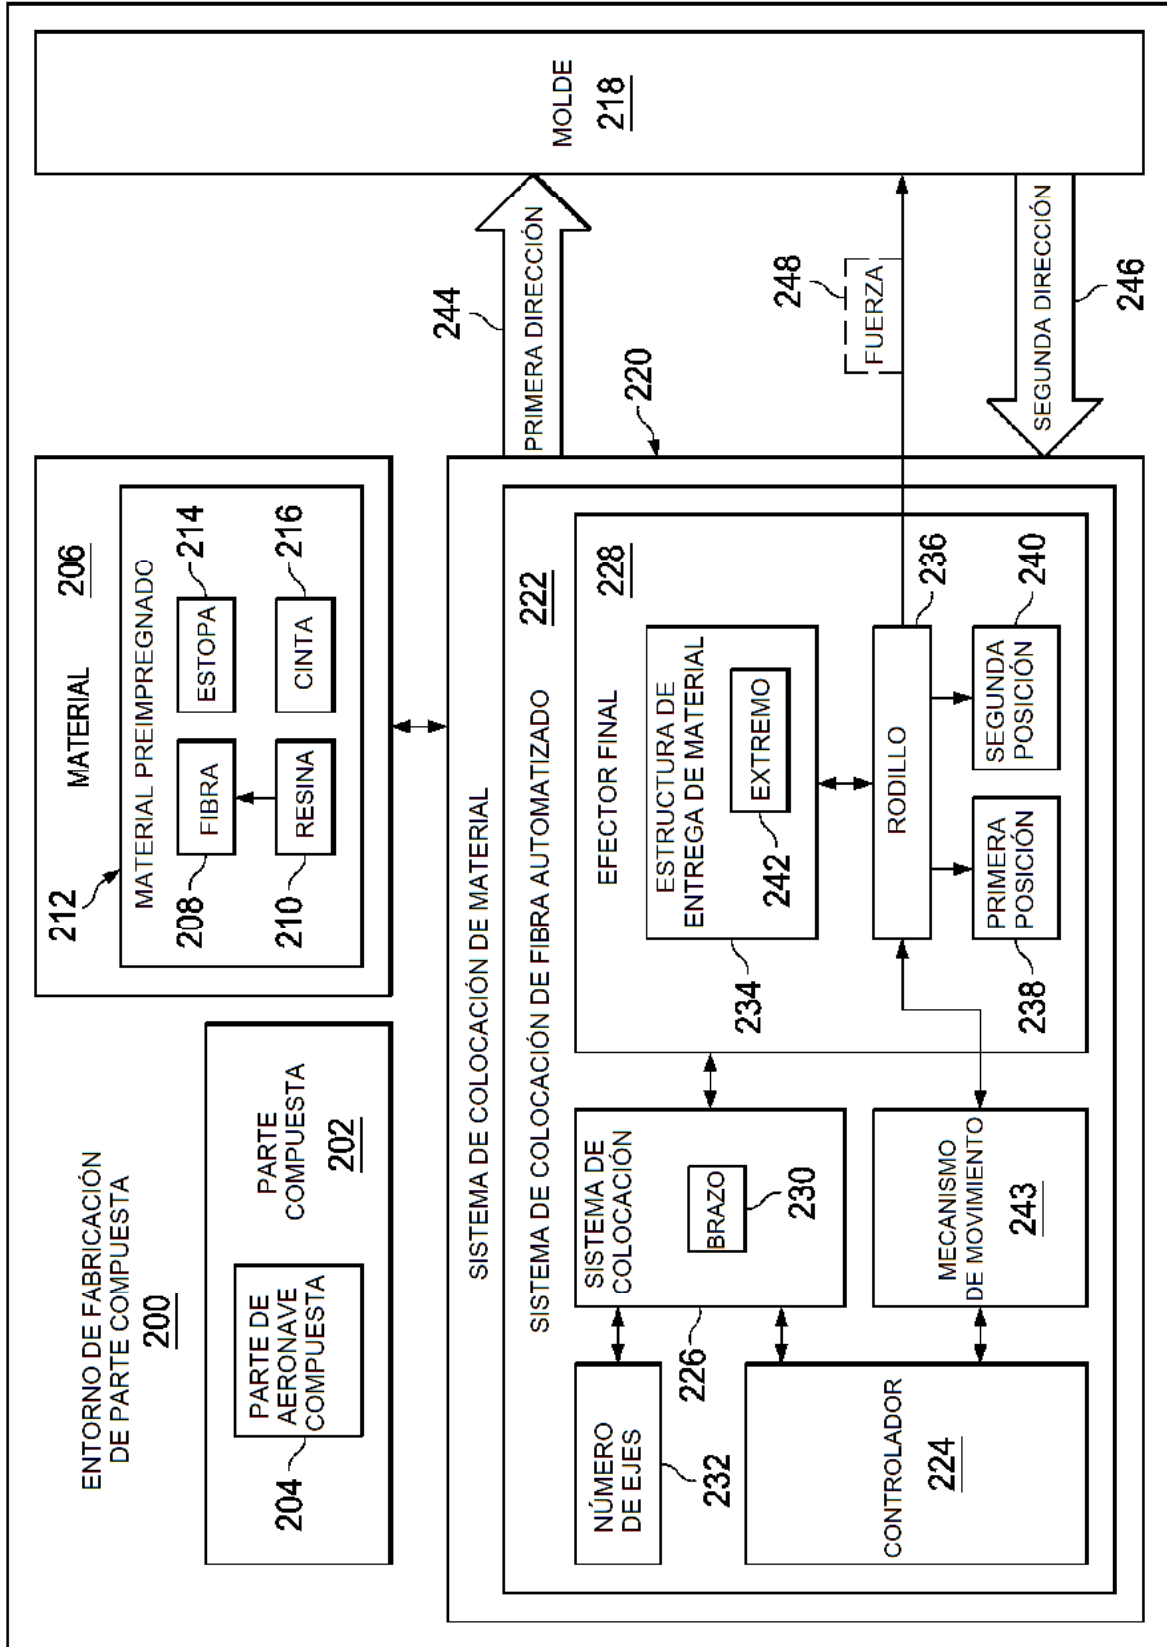 ENTORNO DE FABRICACIÓN
DE PARTE COMPUESTA
200
PARTE DE
AERONAVE
COMPUESTA
204
PARTE
COMPUESTA
202
MATERIAL
206
212
MATERIAL PREIMPREGNADO
208
FIBRA
ESTOPA
214
210
RESINA
CINTA
216
SISTEMA DE COLOCACIÓN DE MATERIAL
220
SISTEMA DE COLOCACIÓN DE FIBRA AUTOMATIZADO
222
NÚMERO
DE EJES
232
SISTEMA DE
COLOCACIÓN
226
BRAZO
230
CONTROLADOR
224
MECANISMO
DE MOVIMIENTO
243
EFECTOR FINAL
228
ESTRUCTURA DE
ENTREGA DE MATERIAL
234
242
EXTREMO
RODILLO
236
PRIMERA
POSICIÓN
238
SEGUNDA
POSICIÓN
240
244
PRIMERA DIRECCIÓN
248
FUERZA
SEGUNDA DIRECCIÓN
246
MOLDE
218